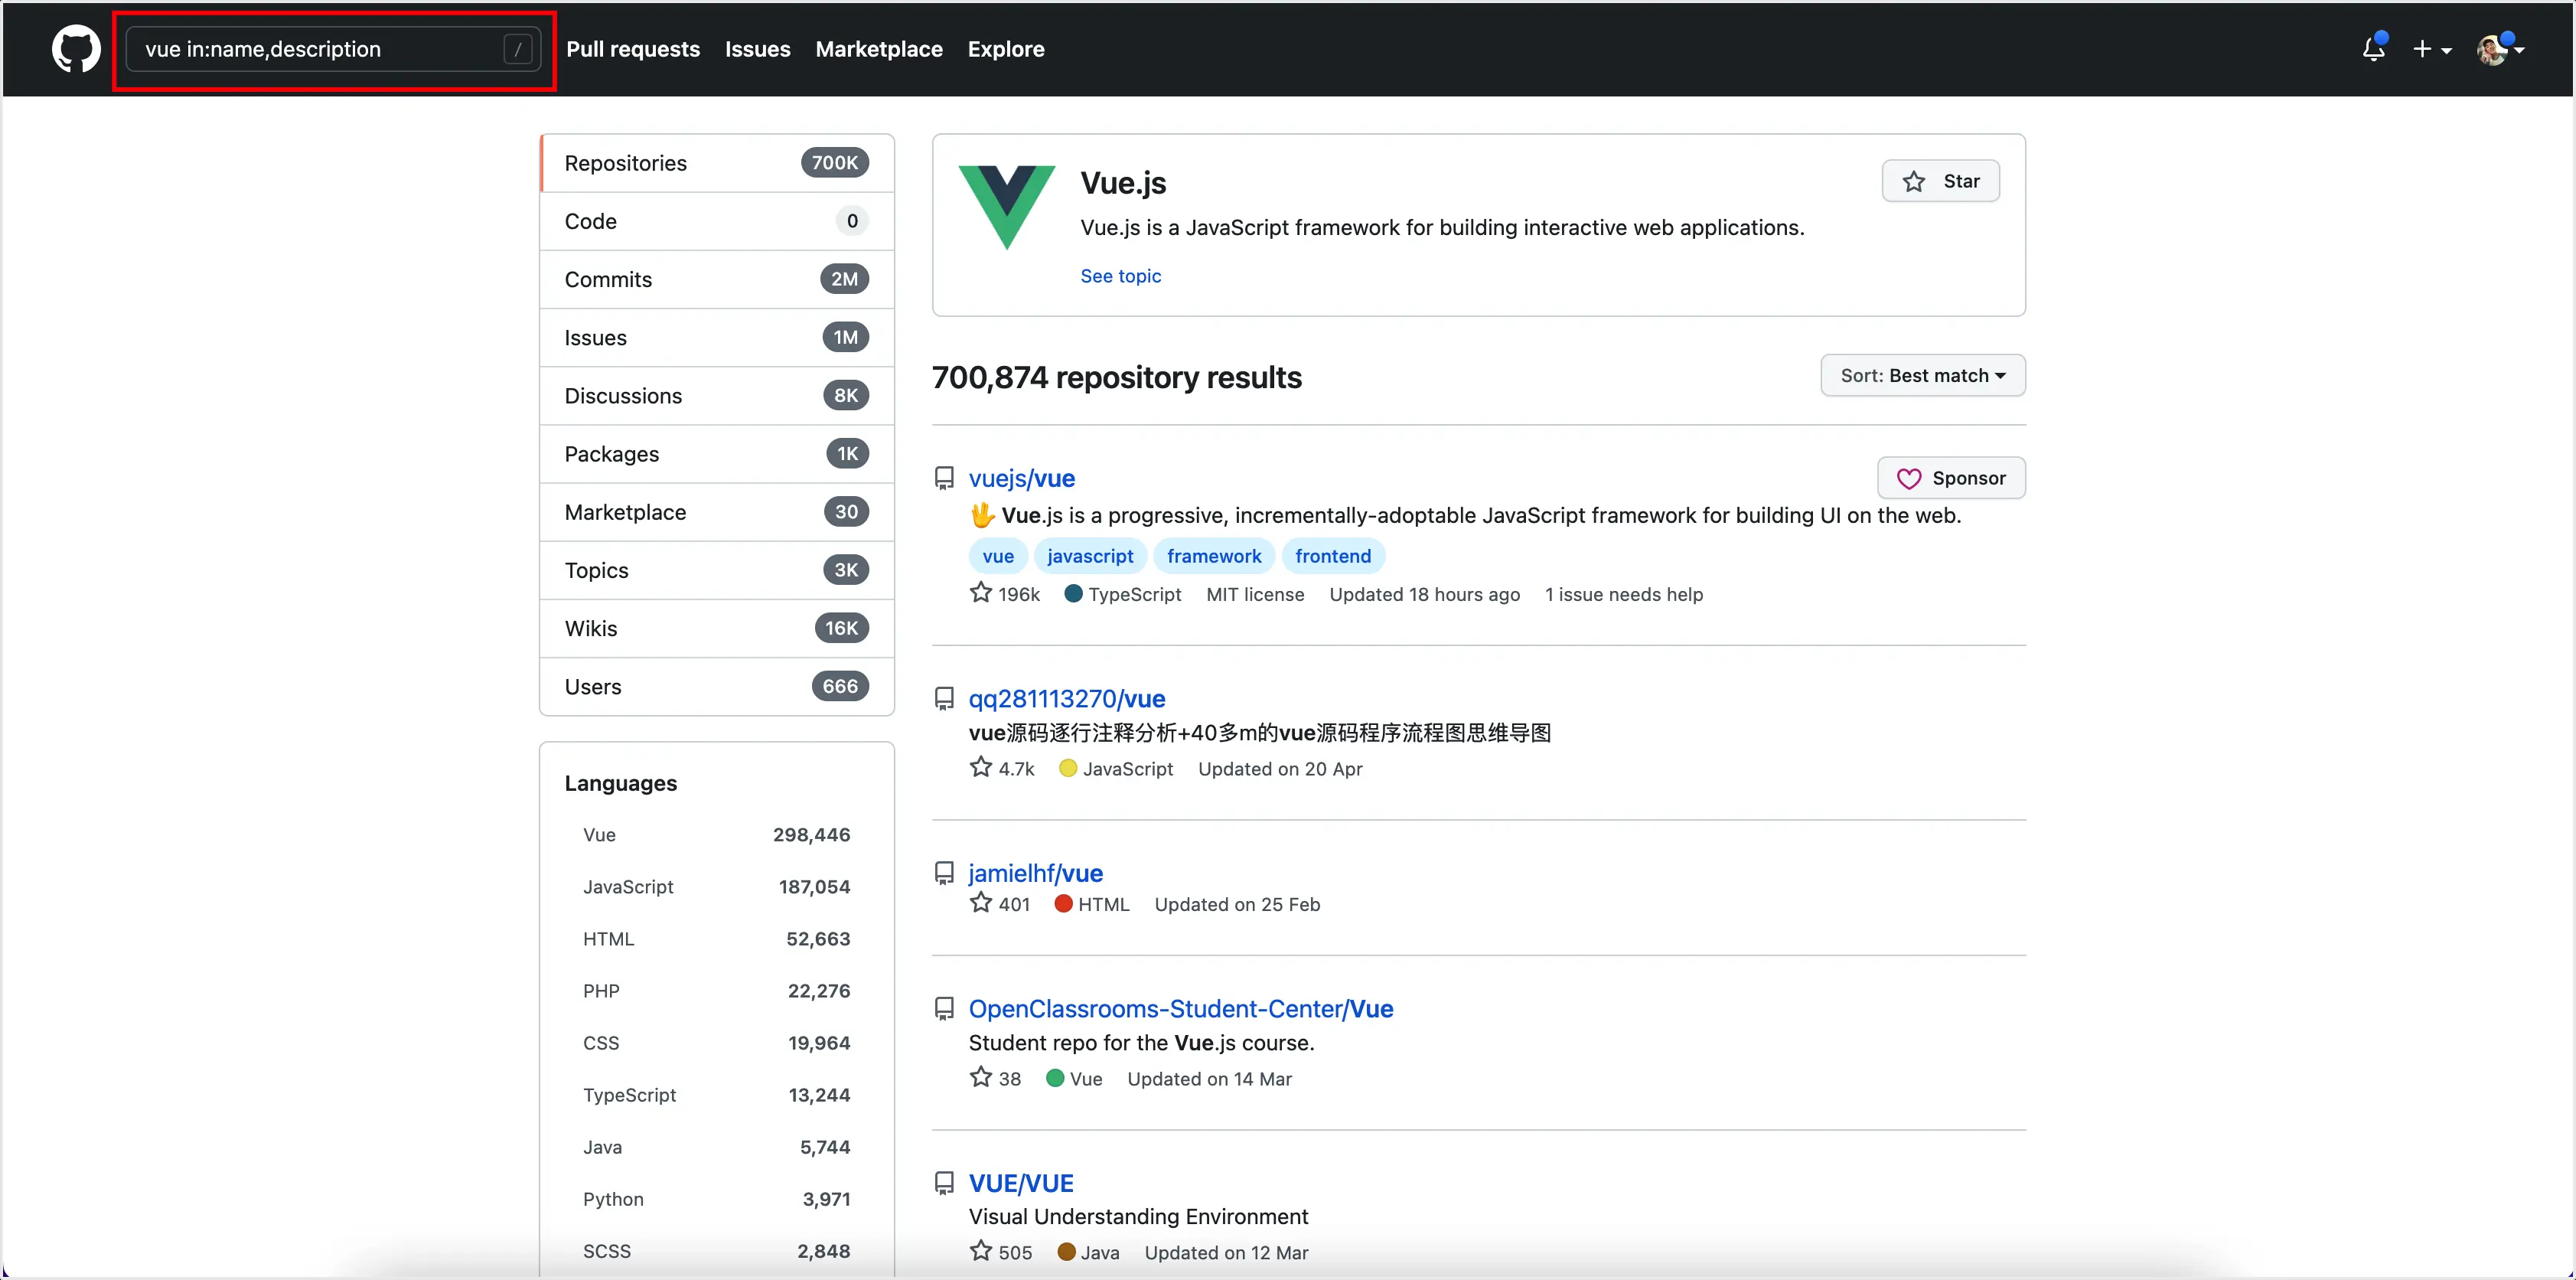 vue in:name,description /
Pull requests Issues Marketplace Explore
Repositories 700K
Code 0
Commits 2M
Issues 1M
Discussions 8K
Packages 1K
Marketplace 30
Topics 3K
Wikis 16K
Users 666
Languages
Vue 298,446
JavaScript 187,054
HTML 52,663
PHP 22,276
CSS 19,964
TypeScript 13,244
Java 5,744
Python 3,971
SCSS 2,848
Vue.js
Star
Vue.js is a JavaScript framework for building interactive web applications.
See topic
700,874 repository results
Sort: Best match
vuejs/vue
Sponsor
🖖 Vue.js is a progressive, incrementally-adoptable JavaScript framework for building UI on the web.
vue javascript framework frontend
196k TypeScript MIT license Updated 18 hours ago 1 issue needs help
qq281113270/vue
vue源码逐行注释分析+40多m的vue源码程序流程图思维导图
4.7k JavaScript Updated on 20 Apr
jamielhf/vue
401 HTML Updated on 25 Feb
OpenClassrooms-Student-Center/Vue
Student repo for the Vue.js course.
38 Vue Updated on 14 Mar
VUE/VUE
Visual Understanding Environment
505 Java Updated on 12 Mar